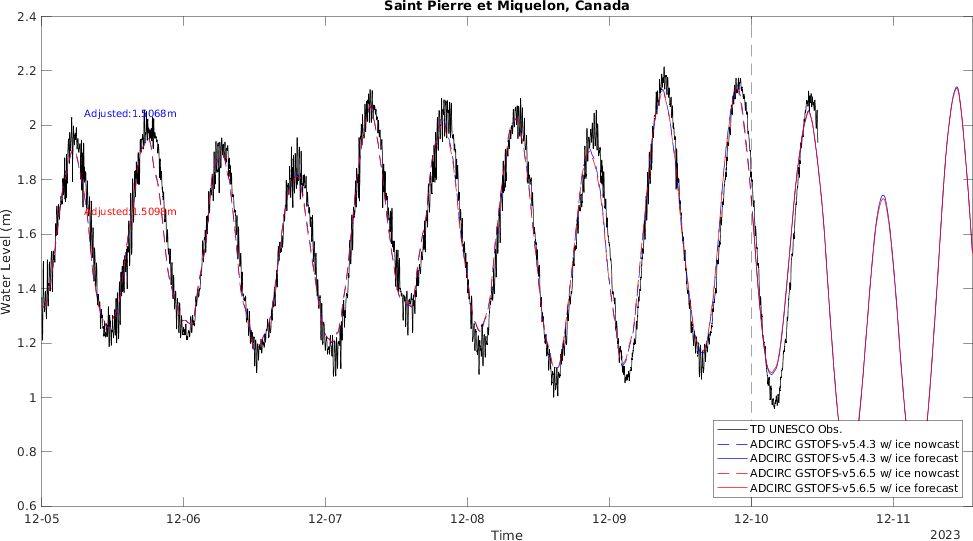 Saint Pierre et Miquelon, Canada
2.4
2.2
2
1.8
1.6
1.4
1.2
1
0.8
0.6
Water Level (m)
Adjusted:1.5068m
Adjusted:1.5098m
TD UNESCO Obs.
ADCIRC GSTOFS-v5.4.3 w/ ice nowcast
ADCIRC GSTOFS-v5.4.3 w/ ice forecast
ADCIRC GSTOFS-v5.6.5 w/ ice nowcast
ADCIRC GSTOFS-v5.6.5 w/ ice forecast
12-05 12-06 12-07 12-08 12-09 12-10 12-11
Time
2023